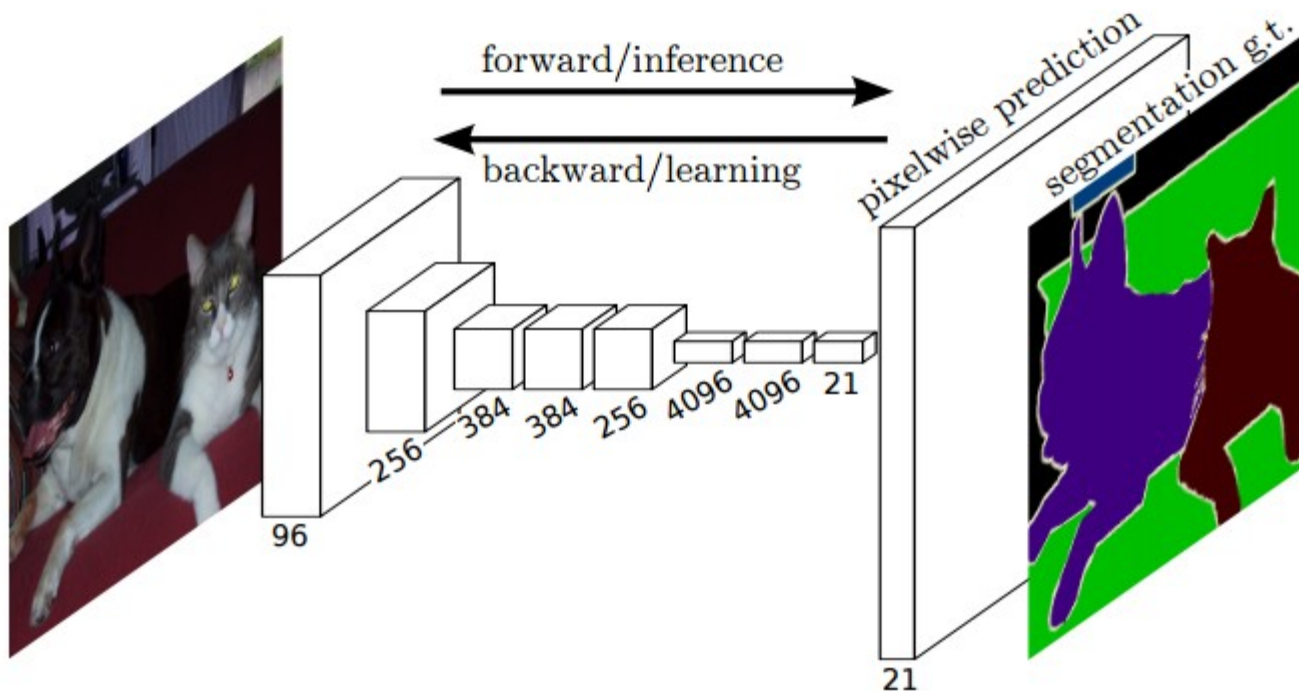 forward/inference
backward/learning
pixelwise prediction
segmentation g.t.
96
256
384
384
256
4096
4096
21
21